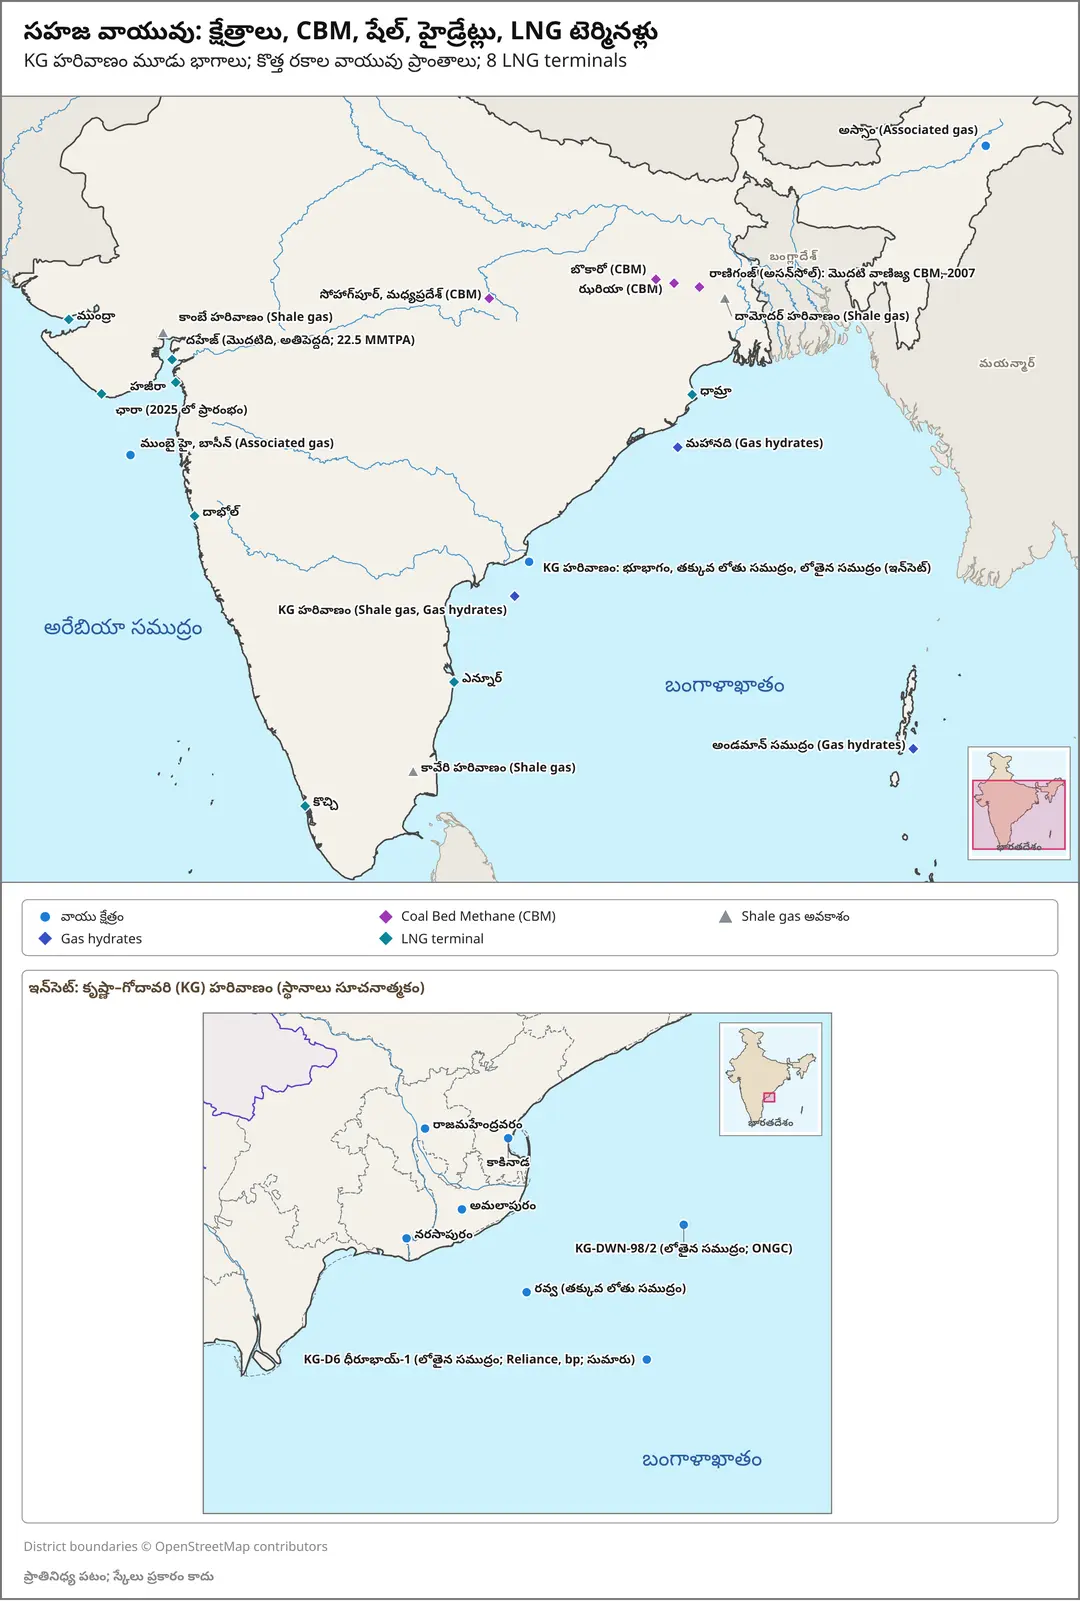 సహజ వాయువు: క్షేత్రాలు, CBM, షేల్, హైడ్రేట్లు, LNG టెర్మినళ్లు
KG హరివాణం మూడు భాగాలు; కొత్త రకాల వాయువు ప్రాంతాలు; 8 LNG terminals
అస్సాం (Associated gas)
బంగ్లాదేశ్
బొకారో (CBM)
రాణిగంజ్ (అసన్‌సోల్): మొదటి వాణిజ్య CBM, 2007
ఝరియా (CBM)
సోహాగ్‌పూర్, మధ్యప్రదేశ్ (CBM)
ముంద్రా
కాంబే హరివాణం (Shale gas)
దామోదర్ హరివాణం (Shale gas)
దహేజ్ (మొదటిది, అతిపెద్దది; 22.5 MMTPA)
మయన్మార్
హజీరా
ధామ్రా
ఛారా (2025 లో ప్రారంభం)
ముంబై హై, బాసీన్ (Associated gas)
మహానది (Gas hydrates)
దాభోల్
KG హరివాణం: భూభాగం, తక్కువ లోతు సముద్రం, లోతైన సముద్రం (ఇన్‌సెట్)
KG హరివాణం (Shale gas, Gas hydrates)
అరేబియా సముద్రం
ఎన్నూర్
బంగాళాఖాతం
అండమాన్ సముద్రం (Gas hydrates)
కావేరి హరివాణం (Shale gas)
కొచ్చి
భారతదేశం
వాయు క్షేత్రం
Coal Bed Methane (CBM)
Shale gas అవకాశం
Gas hydrates
LNG terminal
ఇన్‌సెట్: కృష్ణా–గోదావరి (KG) హరివాణం (స్థానాలు సూచనాత్మకం)
భారతదేశం
రాజమహేంద్రవరం
కాకినాడ
అమలాపురం
నరసాపురం
KG-DWN-98/2 (లోతైన సముద్రం; ONGC)
రవ్వ (తక్కువ లోతు సముద్రం)
KG-D6 ధీరూభాయ్-1 (లోతైన సముద్రం; Reliance, bp; సుమారు)
బంగాళాఖాతం
District boundaries © OpenStreetMap contributors
ప్రాతినిధ్య పటం; స్కేలు ప్రకారం కాదు